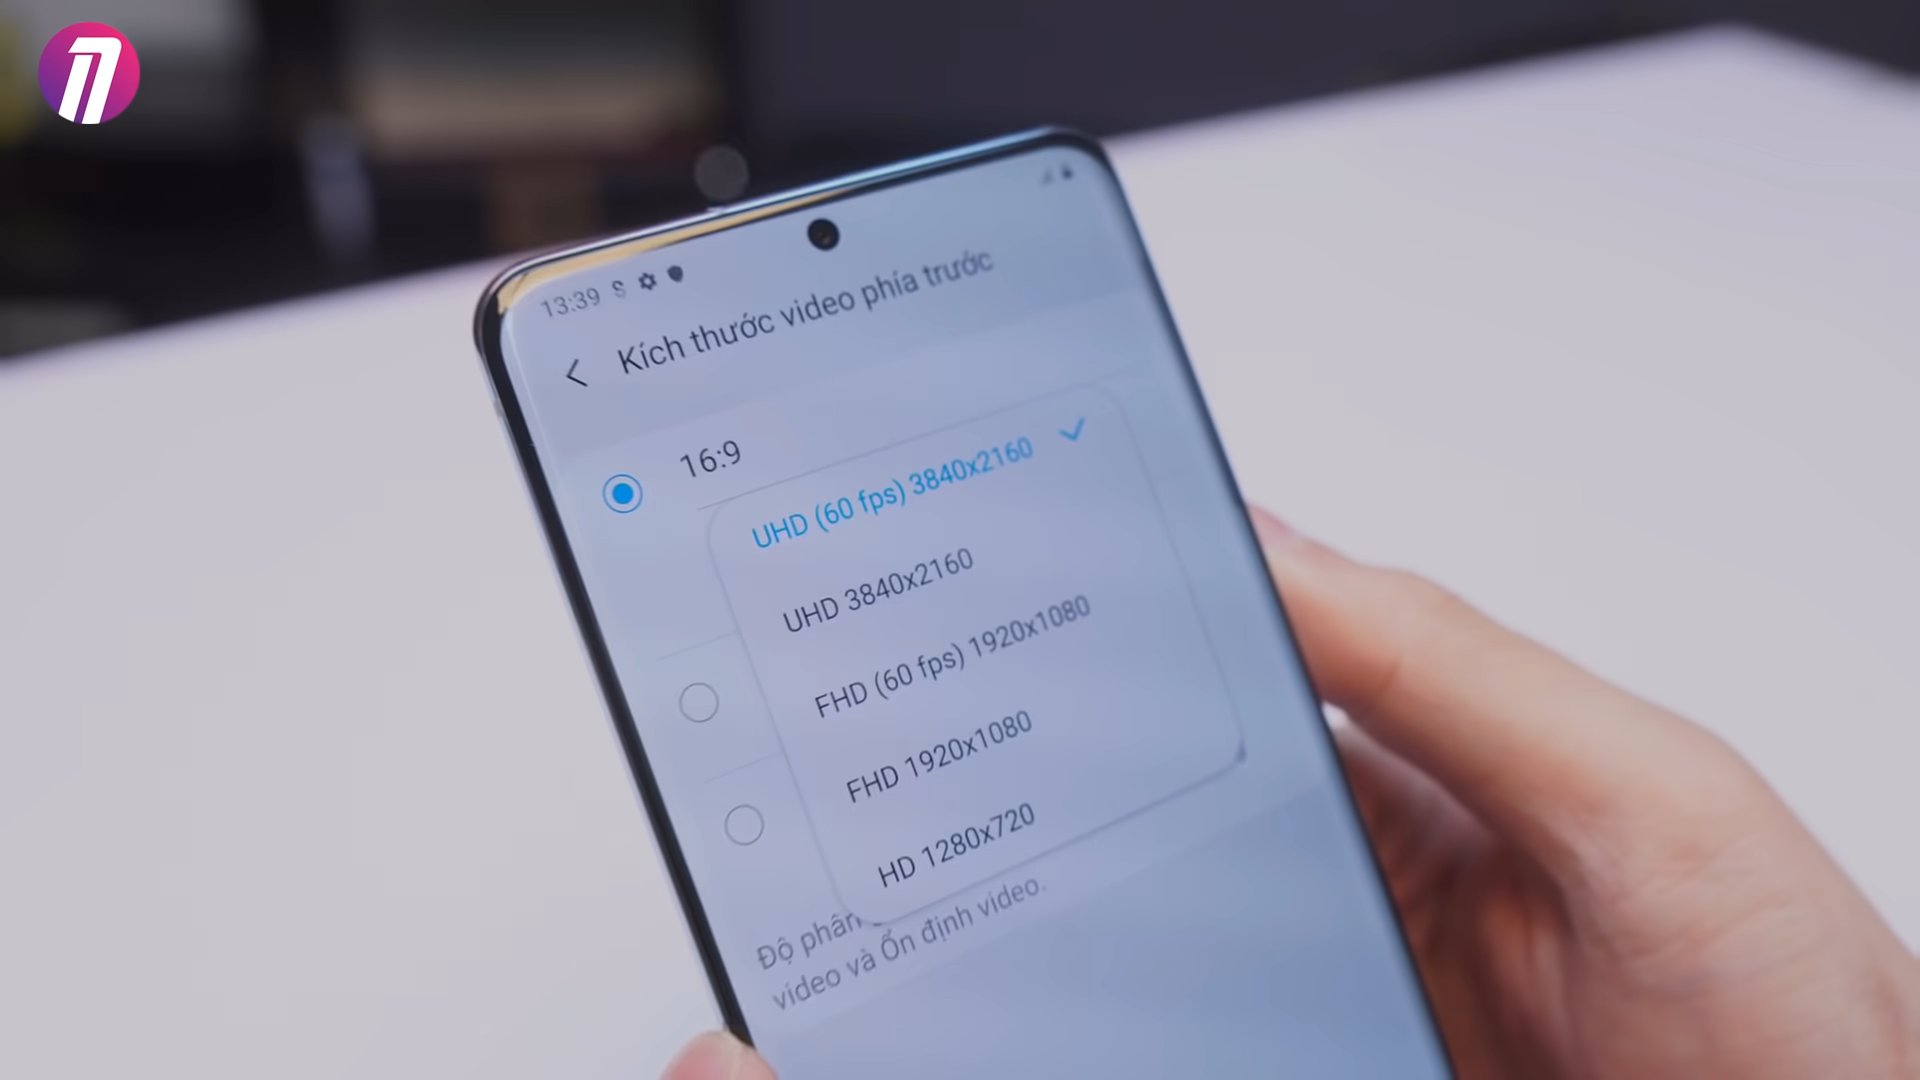 13:39
Kích thước video phía trước
16:9
UHD (60 fps) 3840x2160
UHD 3840x2160
FHD (60 fps) 1920x1080
FHD 1920x1080
HD 1280x720
Độ phân
video và Ổn định video.